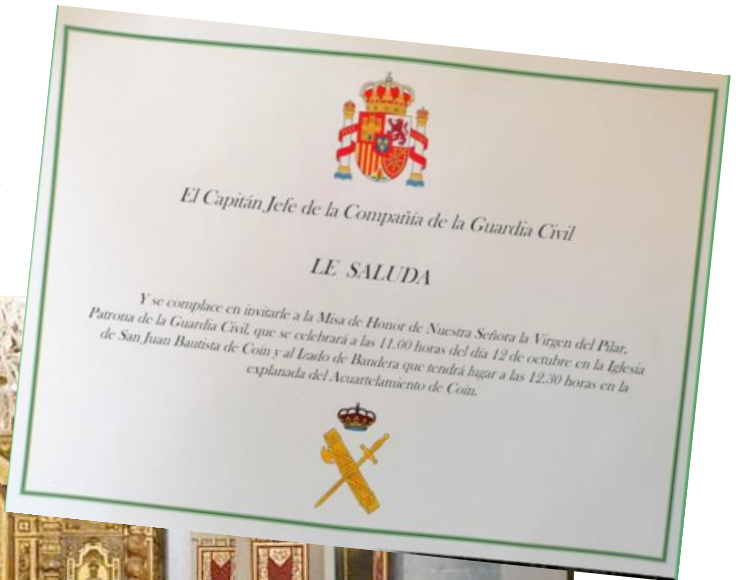 El Capitán Jefe de la Compañía de la Guardia Civil
LE SALUDA
Y se complace en invitarle a la Misa de Honor de Nuestra Señora la Virgen del Pilar,
Patrona de la Guardia Civil, que se celebrará a las 11.00 horas del día 12 de octubre en la Iglesia
de San Juan Bautista de Coín y al Izado de Bandera que tendrá lugar a las 12.30 horas en la
explanada del Acuartelamiento de Coín.